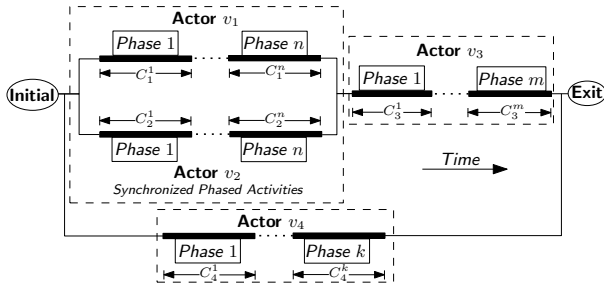 Actor v₁
Phase 1 ...... Phase n
C₁¹ C₁ⁿ
Actor v₃
Phase 1 ...... Phase m
C₃¹ C₃ᵐ
Initial
Exit
C₂¹ C₂ⁿ
Phase 1 ...... Phase n
Actor v₂
Synchronized Phased Activities
Time
Actor v₄
Phase 1 ...... Phase k
C₄¹ C₄ᵏ